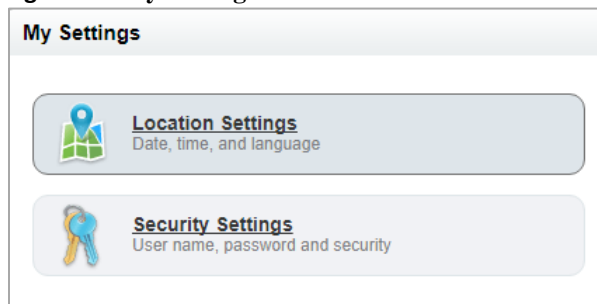 My Settings
Location Settings
Date, time, and language
Security Settings
User name, password and security